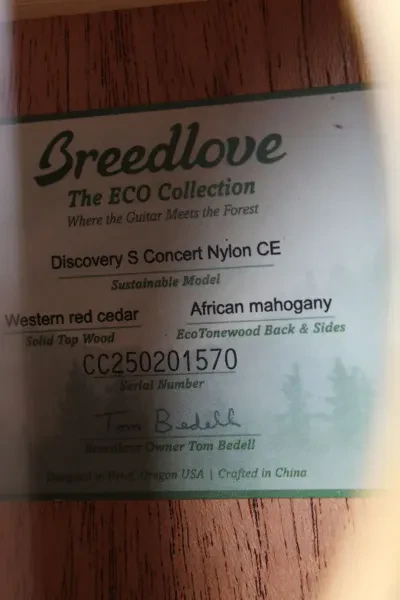 Breedlove
The ECO Collection
Where the Guitar Meets the Forest
Discovery S Concert Nylon CE
Sustainable Model
Western red cedar African mahogany
Solid Top Wood EcoTonewood Back & Sides
CC250201570
Serial Number
Tom Bedell
Breedlove Owner Tom Bedell
Designed in Bend, Oregon USA | Crafted in China